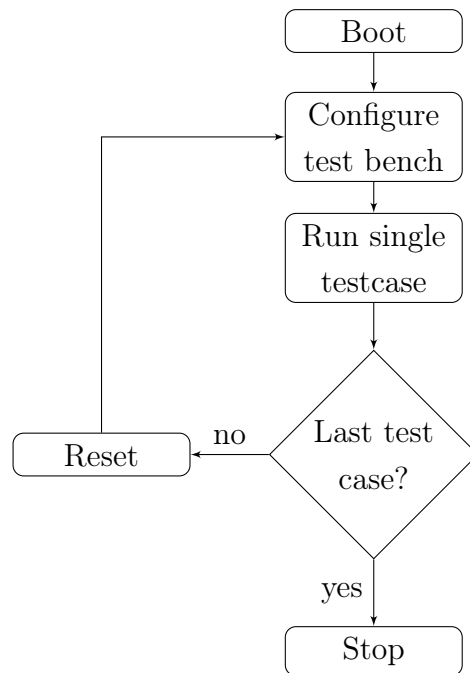 Boot
Configure
test bench
Run single
testcase
Last test
case?
no
Reset
yes
Stop